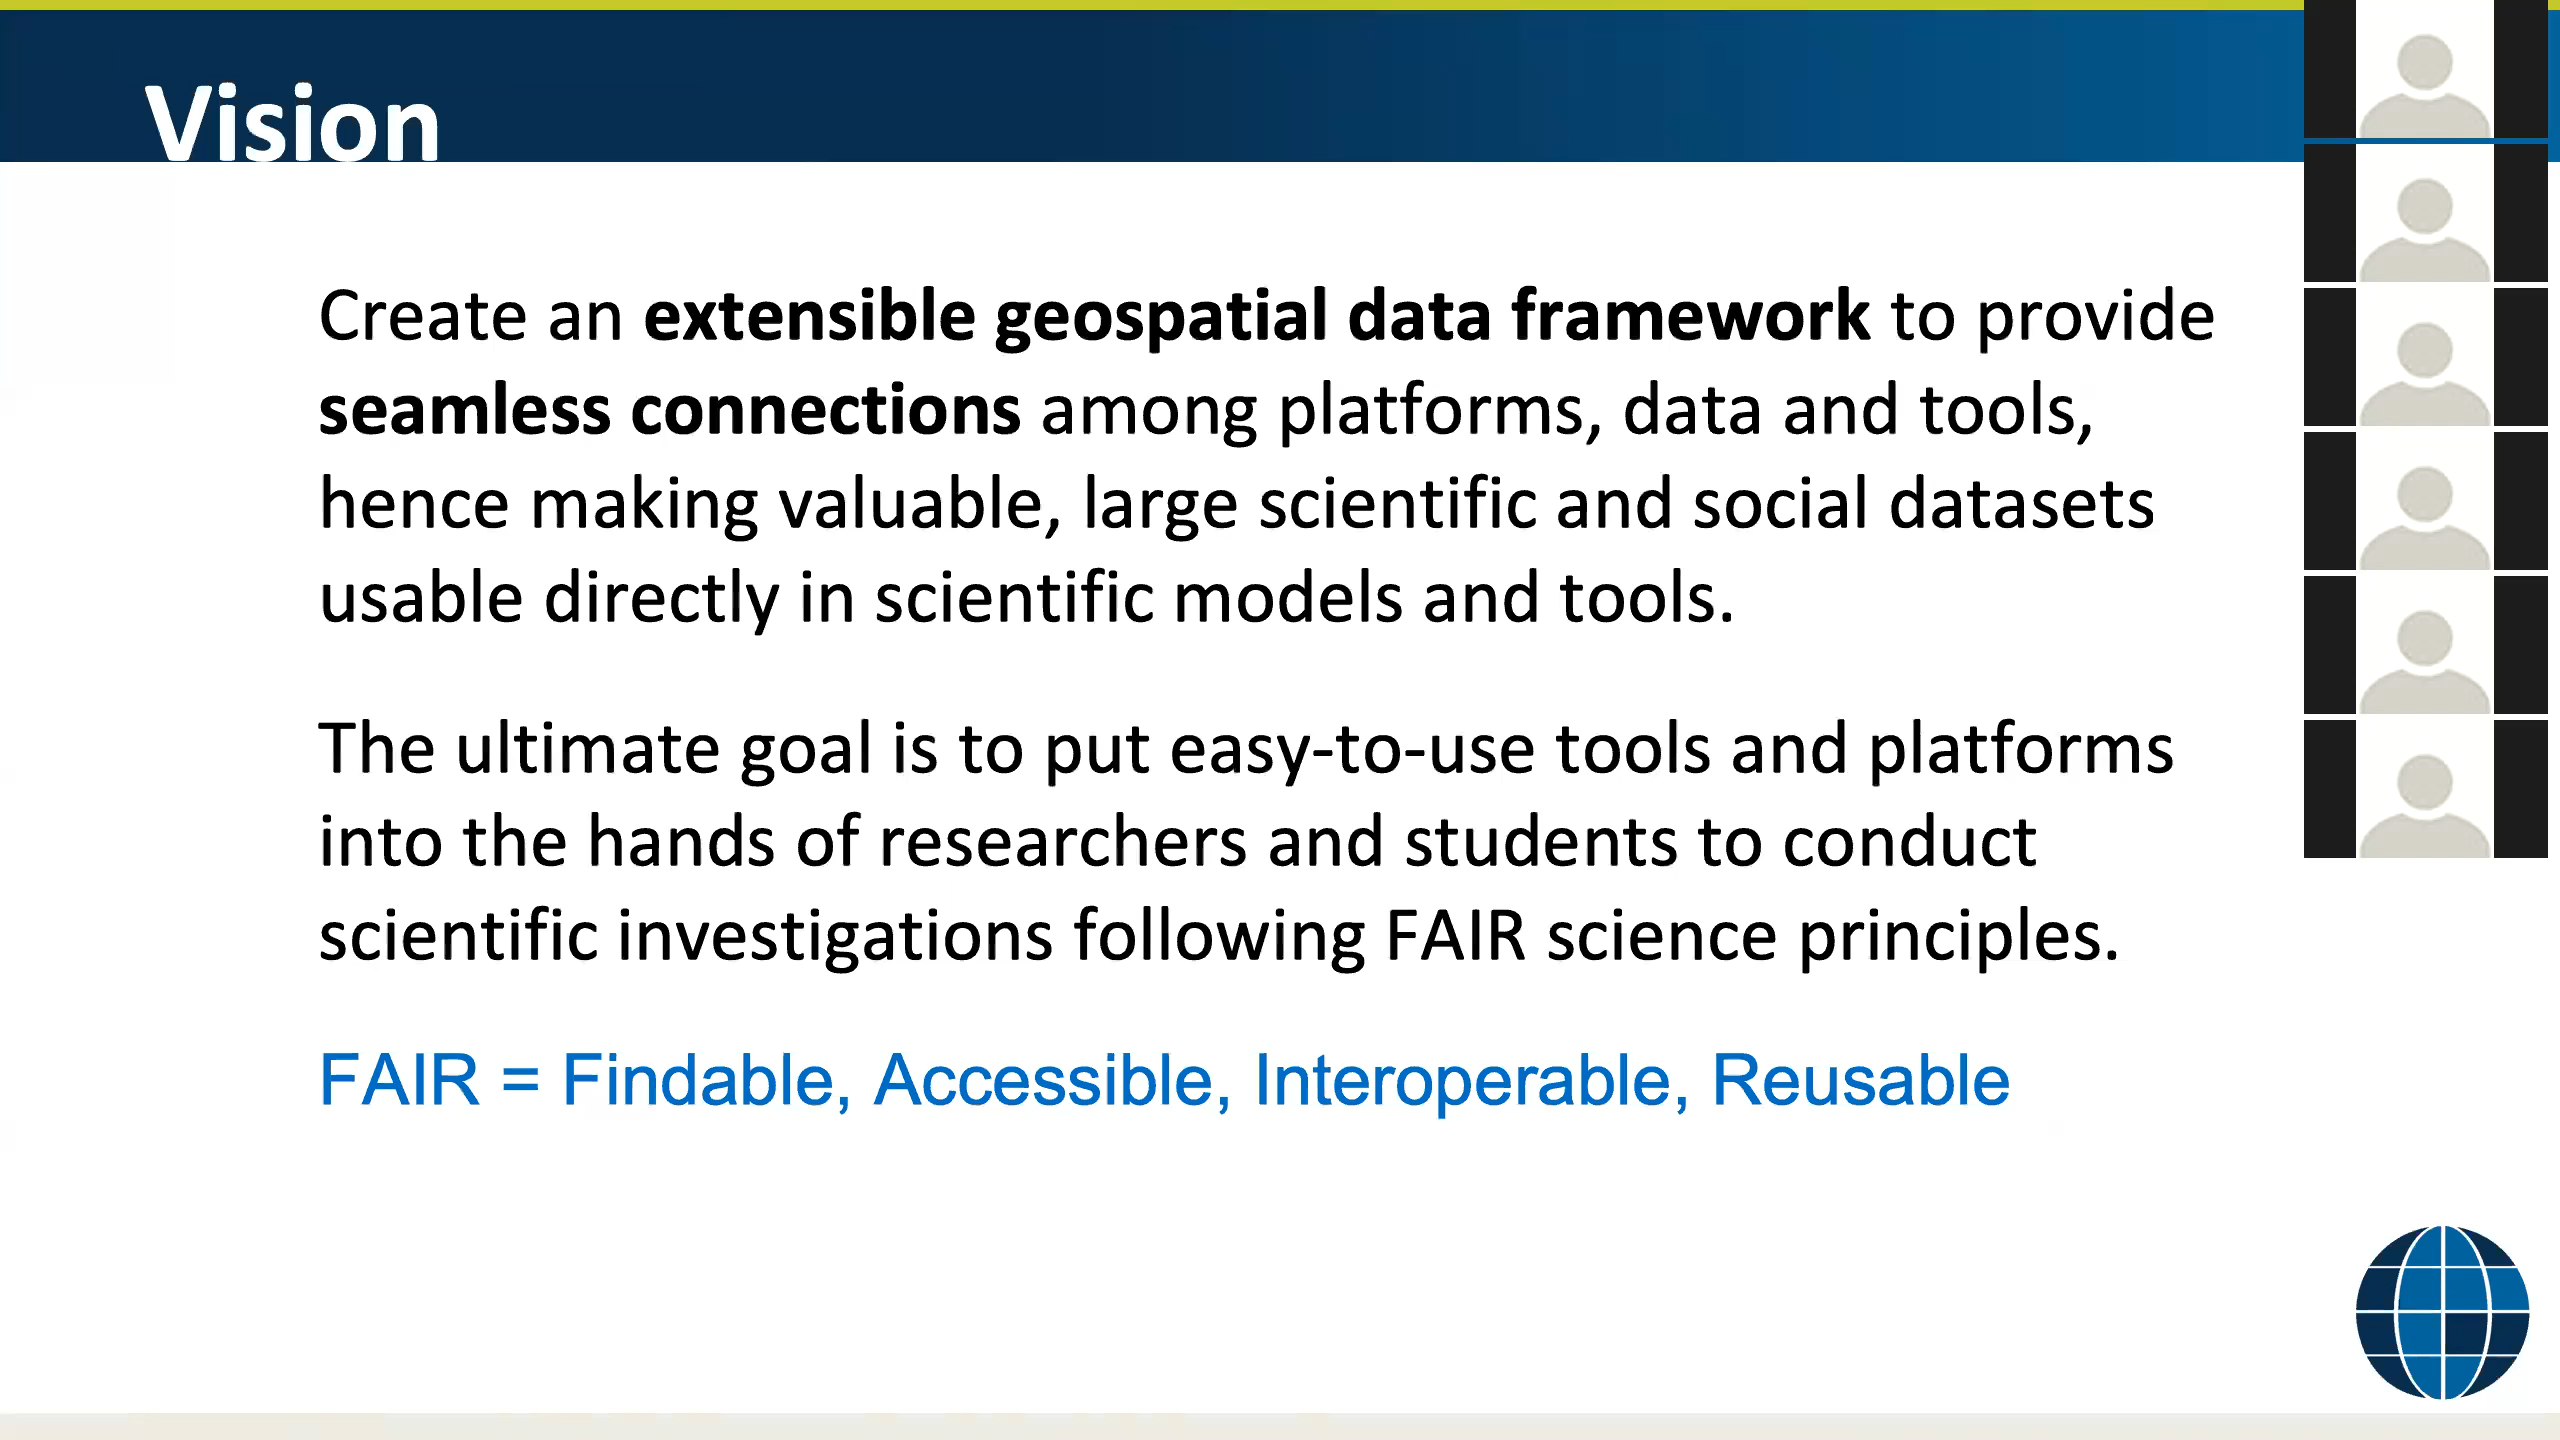 Vision
Create an extensible geospatial data framework to provide
seamless connections among platforms, data and tools,
hence making valuable, large scientific and social datasets
usable directly in scientific models and tools.
The ultimate goal is to put easy-to-use tools and platforms
into the hands of researchers and students to conduct
scientific investigations following FAIR science principles.
FAIR = Findable, Accessible, Interoperable, Reusable